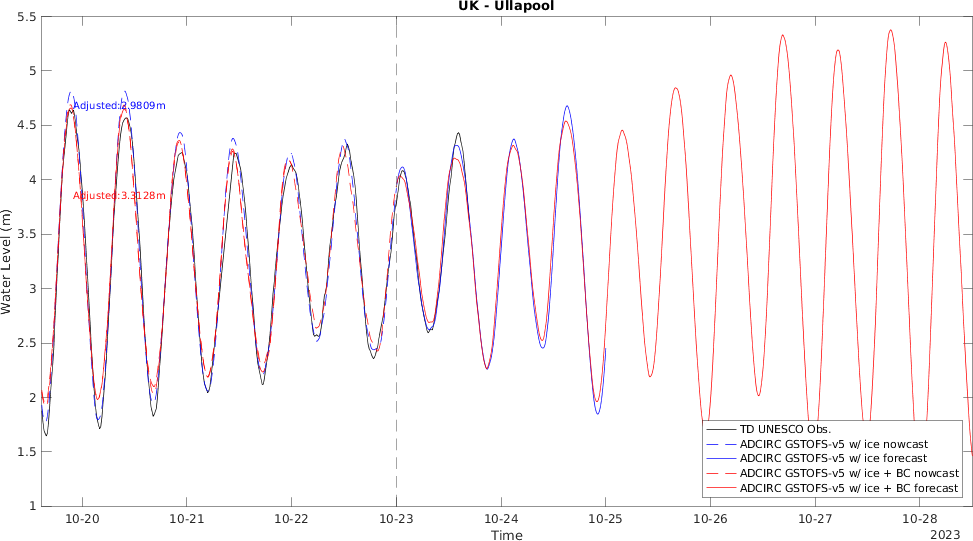 UK - Ullapool
5.5
5
4.5
4
3.5
3
2.5
2
1.5
1
Water Level (m)
Adjusted:2.9809m
Adjusted:3.3128m
TD UNESCO Obs.
ADCIRC GSTOFS-v5 w/ ice nowcast
ADCIRC GSTOFS-v5 w/ ice forecast
ADCIRC GSTOFS-v5 w/ ice + BC nowcast
ADCIRC GSTOFS-v5 w/ ice + BC forecast
10-20 10-21 10-22 10-23 10-24 10-25 10-26 10-27 10-28
Time
2023